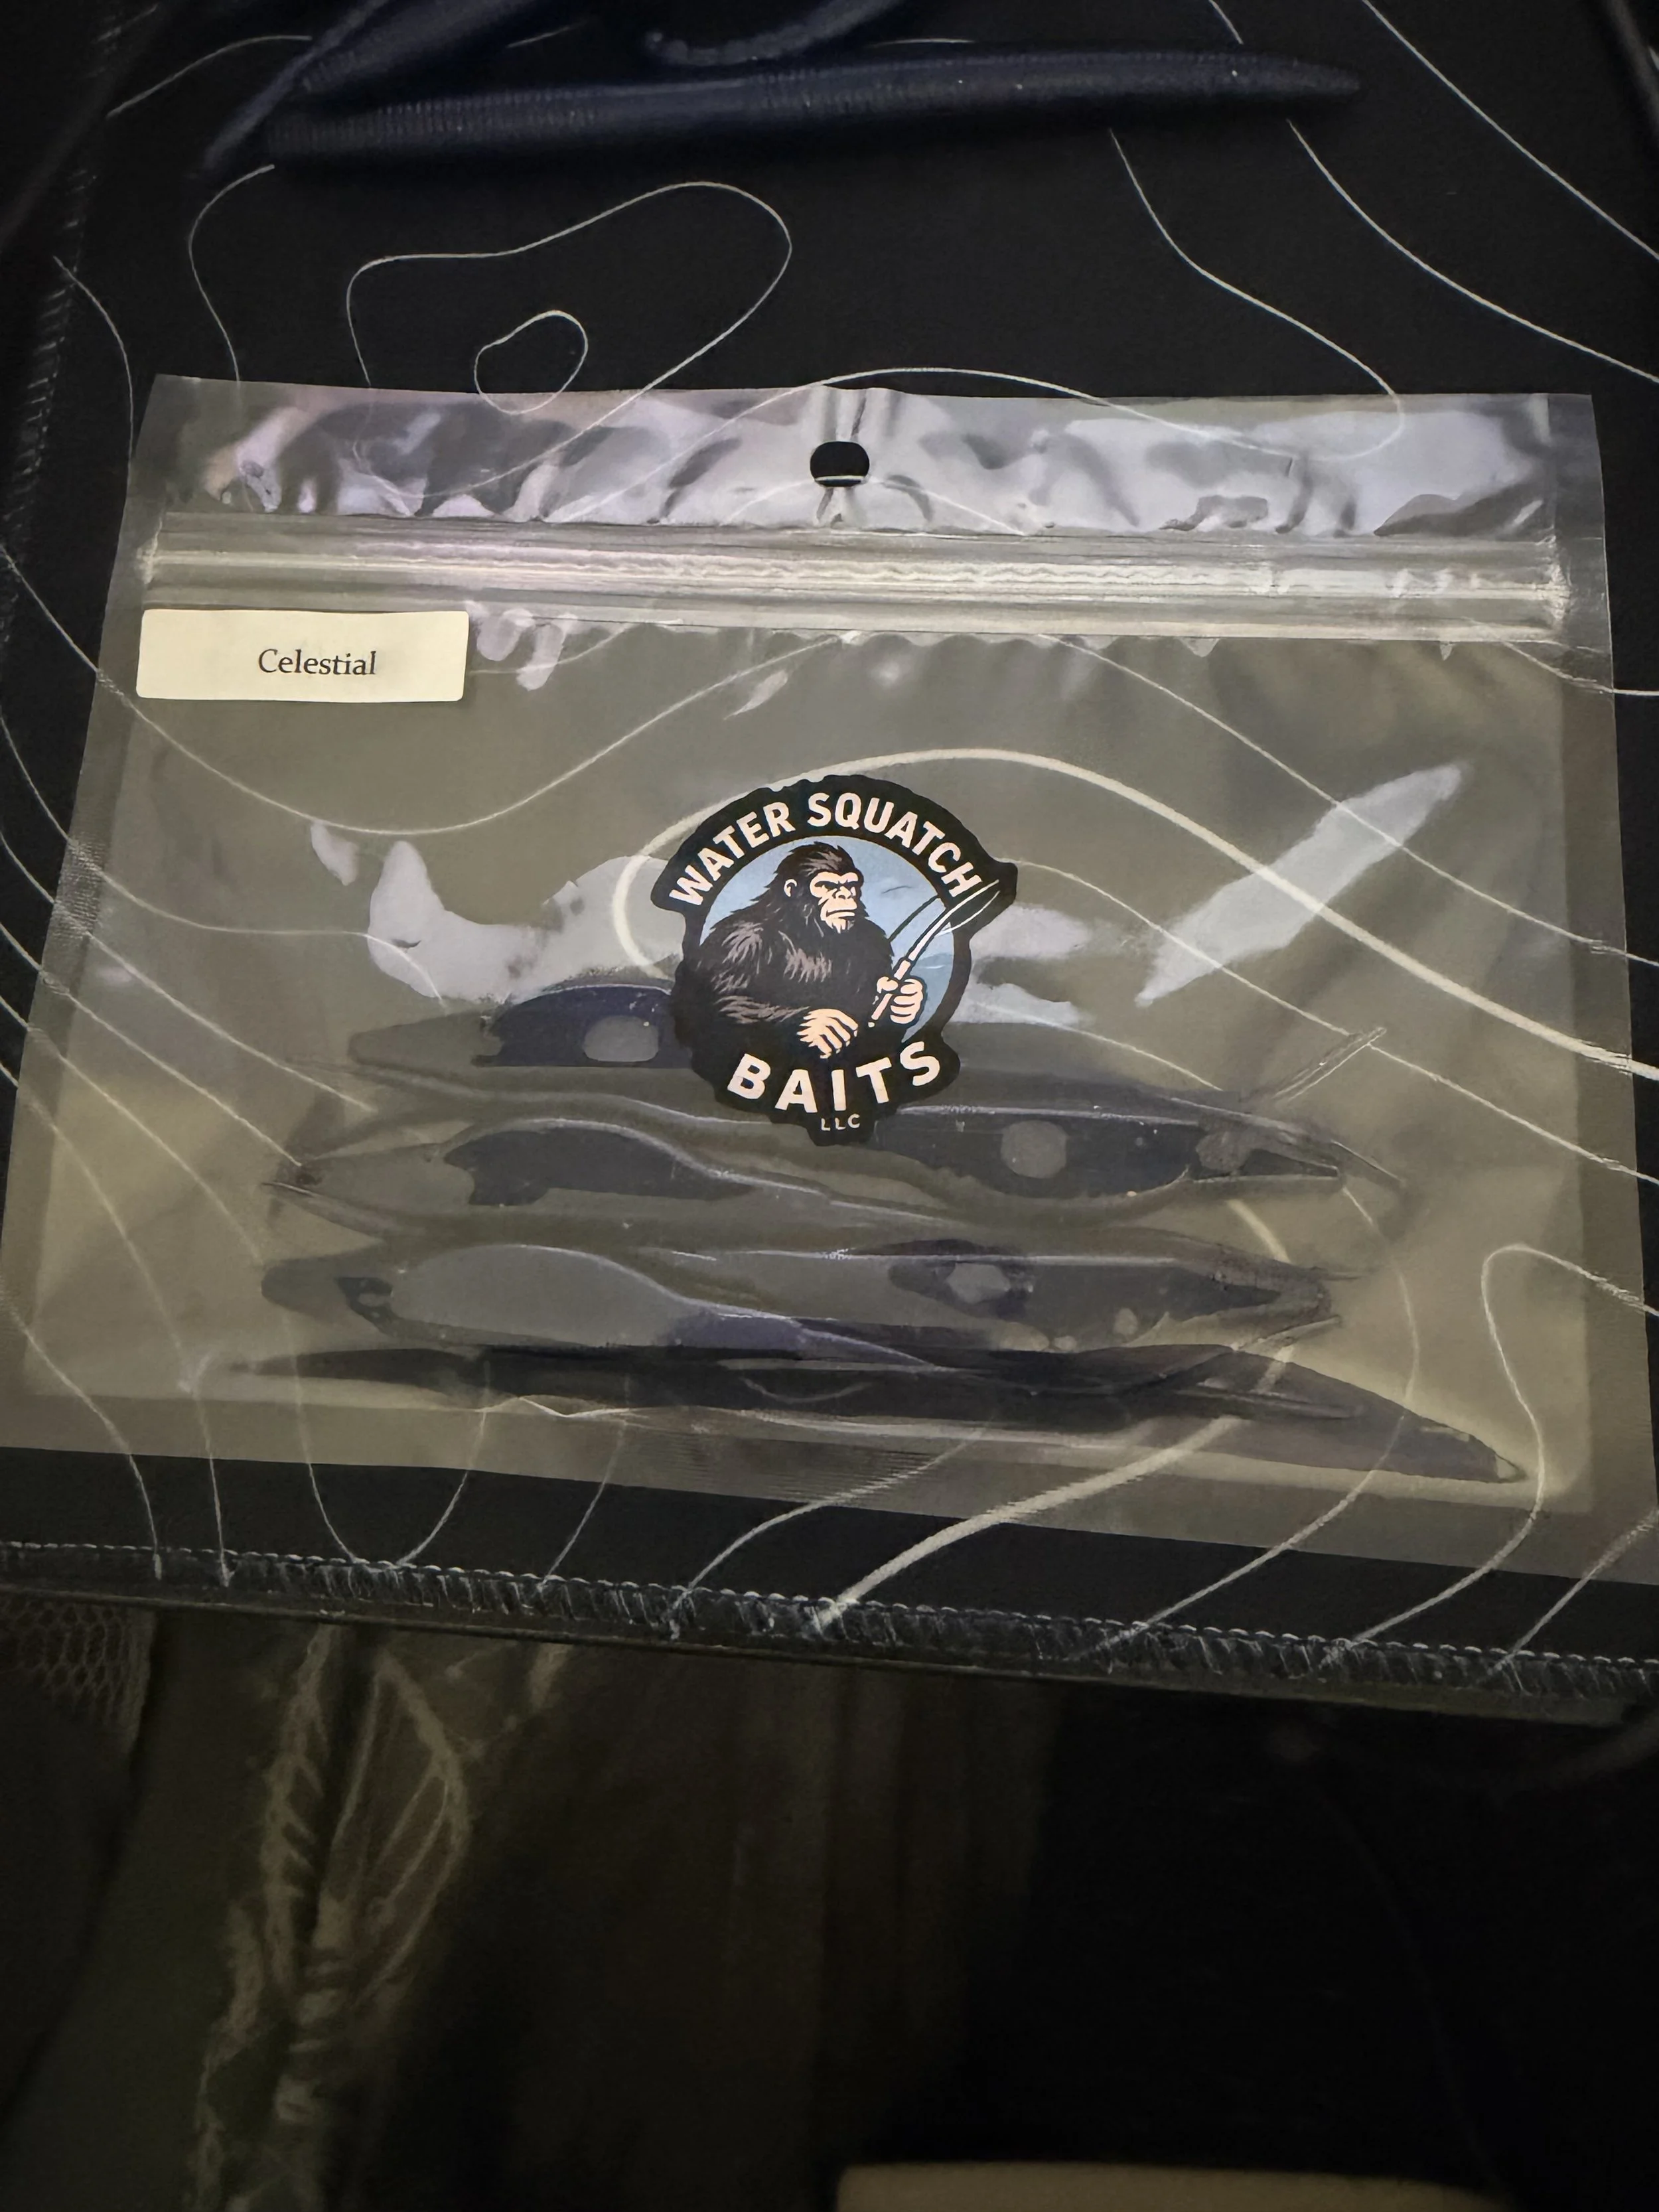 Celestial
WATER SQUATCH
BAITS
LLC